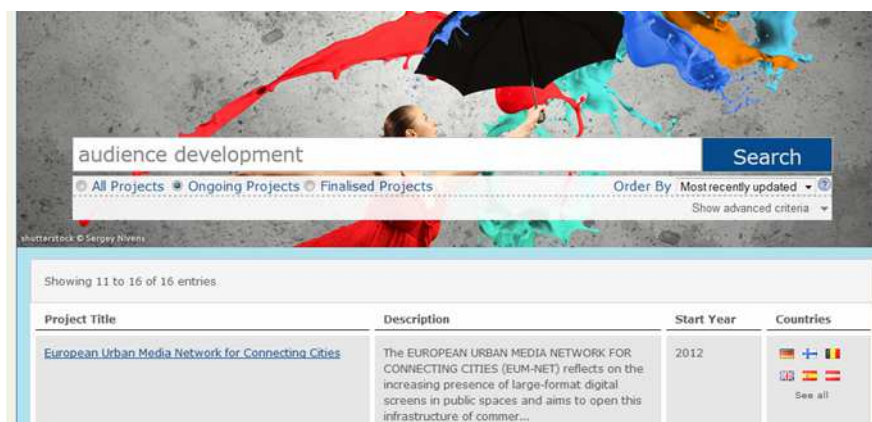 audience development
Search
All Projects Ongoing Projects Finalised Projects Order By Most recently updated
Show advanced criteria
shutterstock © Sergey Nivens
Showing 11 to 16 of 16 entries
Project Title Description Start Year Countries
European Urban Media Network for Connecting Cities The EUROPEAN URBAN MEDIA NETWORK FOR 2012
CONNECTING CITIES (EUM-NET) reflects on the
increasing presence of large-format digital
screens in public spaces and aims to open this
infrastructure of commer...
See all